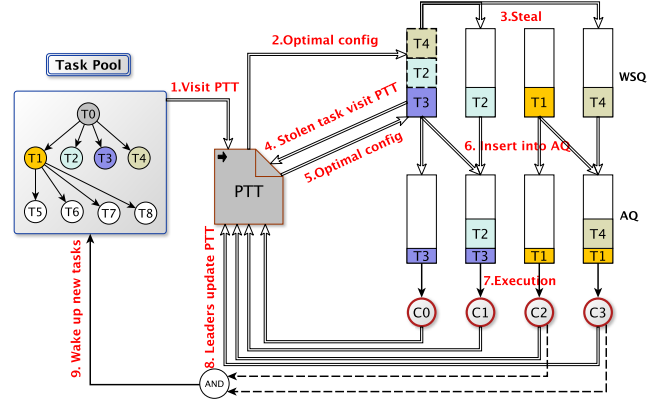 Task Pool
T0
T1
T2
T3
T4
T5
T6
T7
T8
1.Visit PTT
2.Optimal config
3.Steal
4. Stolen task visit PTT
5.Optimal config
PTT
T4
T2
T3
T2
T1
T4
WSQ
6. Insert into AQ
AQ
T3
T2
T3
T1
T4
T1
7.Execution
C0
C1
C2
C3
8. Leaders update PTT
9. Wake up new tasks
AND